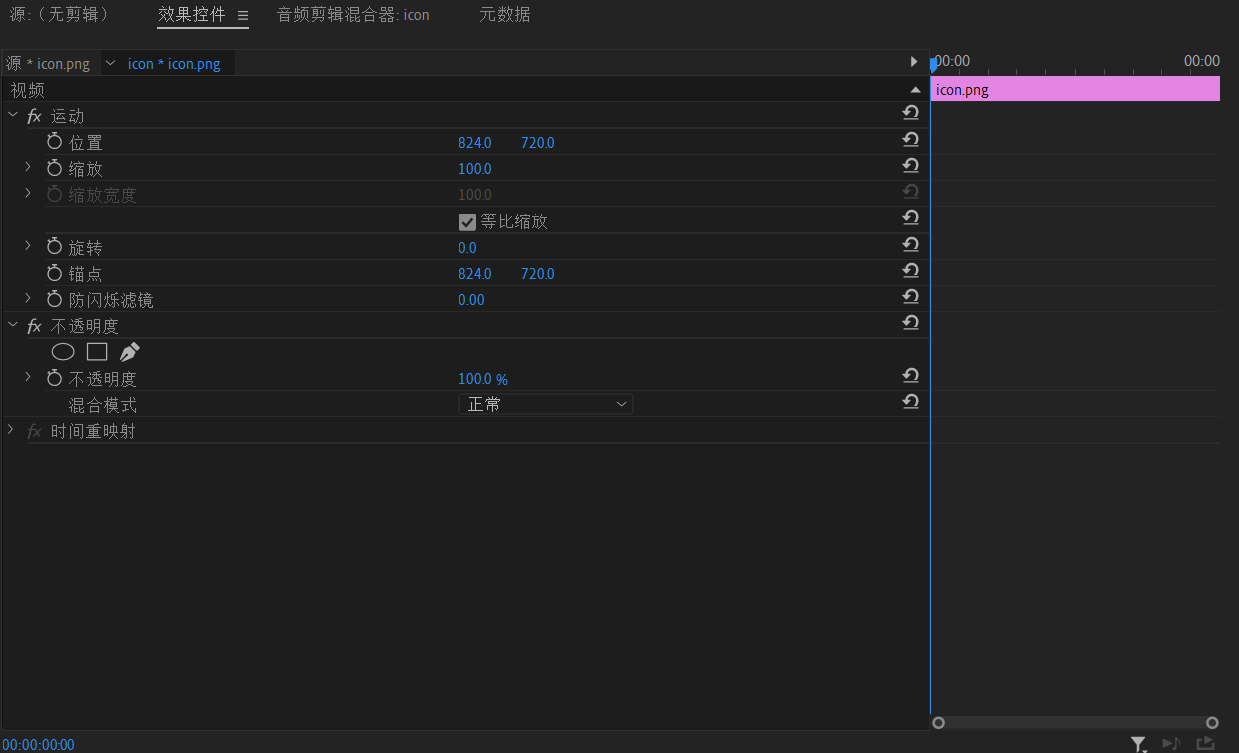 源:（无剪辑） 效果控件 音频剪辑混合器: icon 元数据
源 * icon.png icon * icon.png 00:00 00:00
视频 icon.png
fx 运动
位置 824.0 720.0
缩放 100.0
缩放宽度 100.0
等比缩放
旋转 0.0
锚点 824.0 720.0
防闪烁滤镜 0.00
fx 不透明度
不透明度 100.0 %
混合模式 正常
fx 时间重映射
00:00:00:00